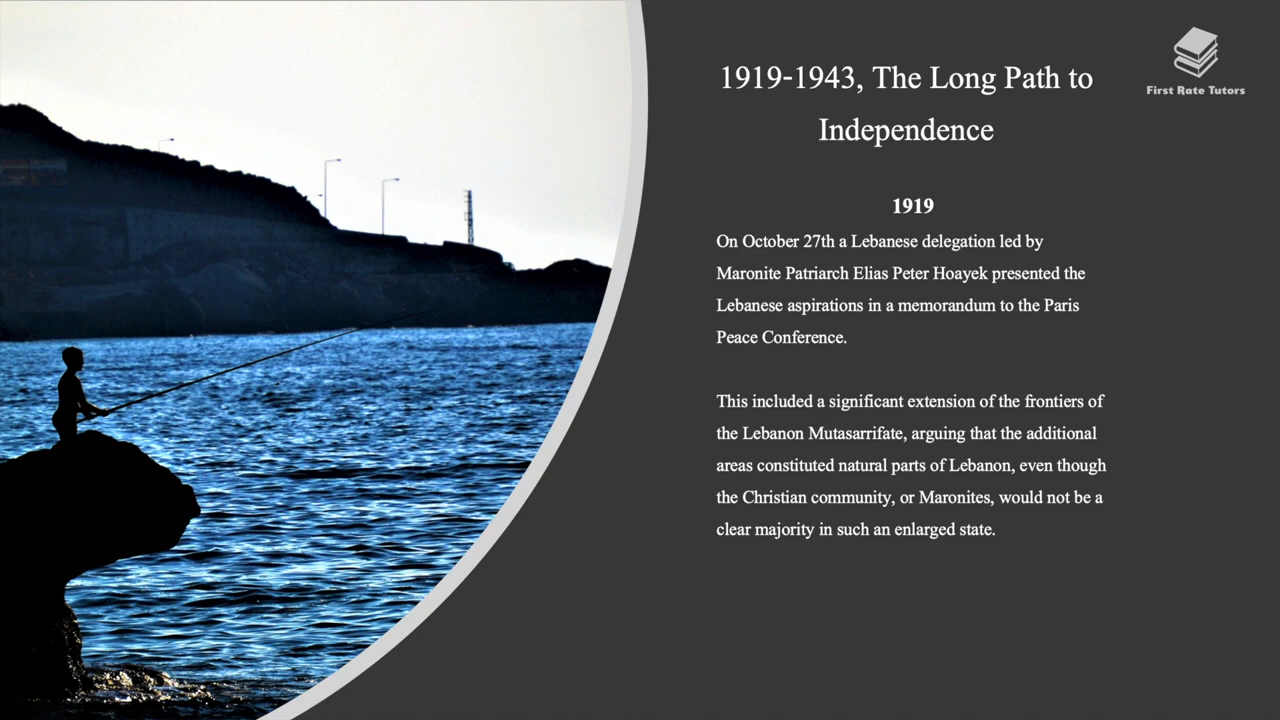 1919-1943, The Long Path to
Independence
First Rate Tutors
1919
On October 27th a Lebanese delegation led by
Maronite Patriarch Elias Peter Hoayek presented the
Lebanese aspirations in a memorandum to the Paris
Peace Conference.
This included a significant extension of the frontiers of
the Lebanon Mutasarrifate, arguing that the additional
areas constituted natural parts of Lebanon, even though
the Christian community, or Maronites, would not be a
clear majority in such an enlarged state.